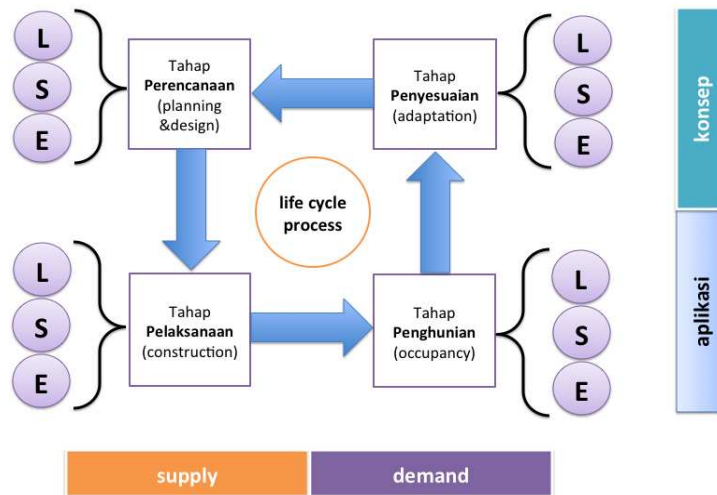 L
S
E
Tahap
Perencanaan
(planning
&design)
Tahap
Penyesuaian
(adaptation)
L
S
E
konsep
life cycle
process
L
S
E
Tahap
Pelaksanaan
(construction)
Tahap
Penghunian
(occupancy)
L
S
E
aplikasi
supply
demand